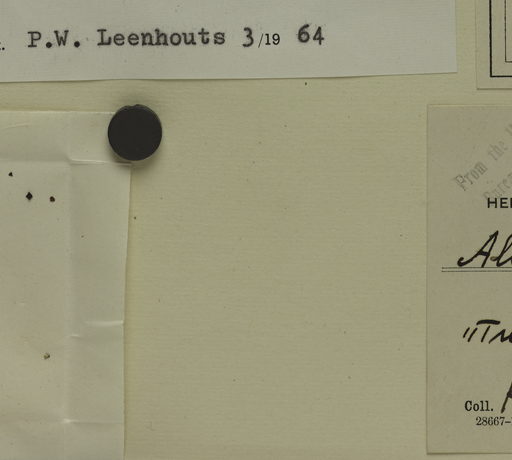 P.W. Leenhouts 3/19 64
From the
HE
Al
"Tr
Coll.
28667-